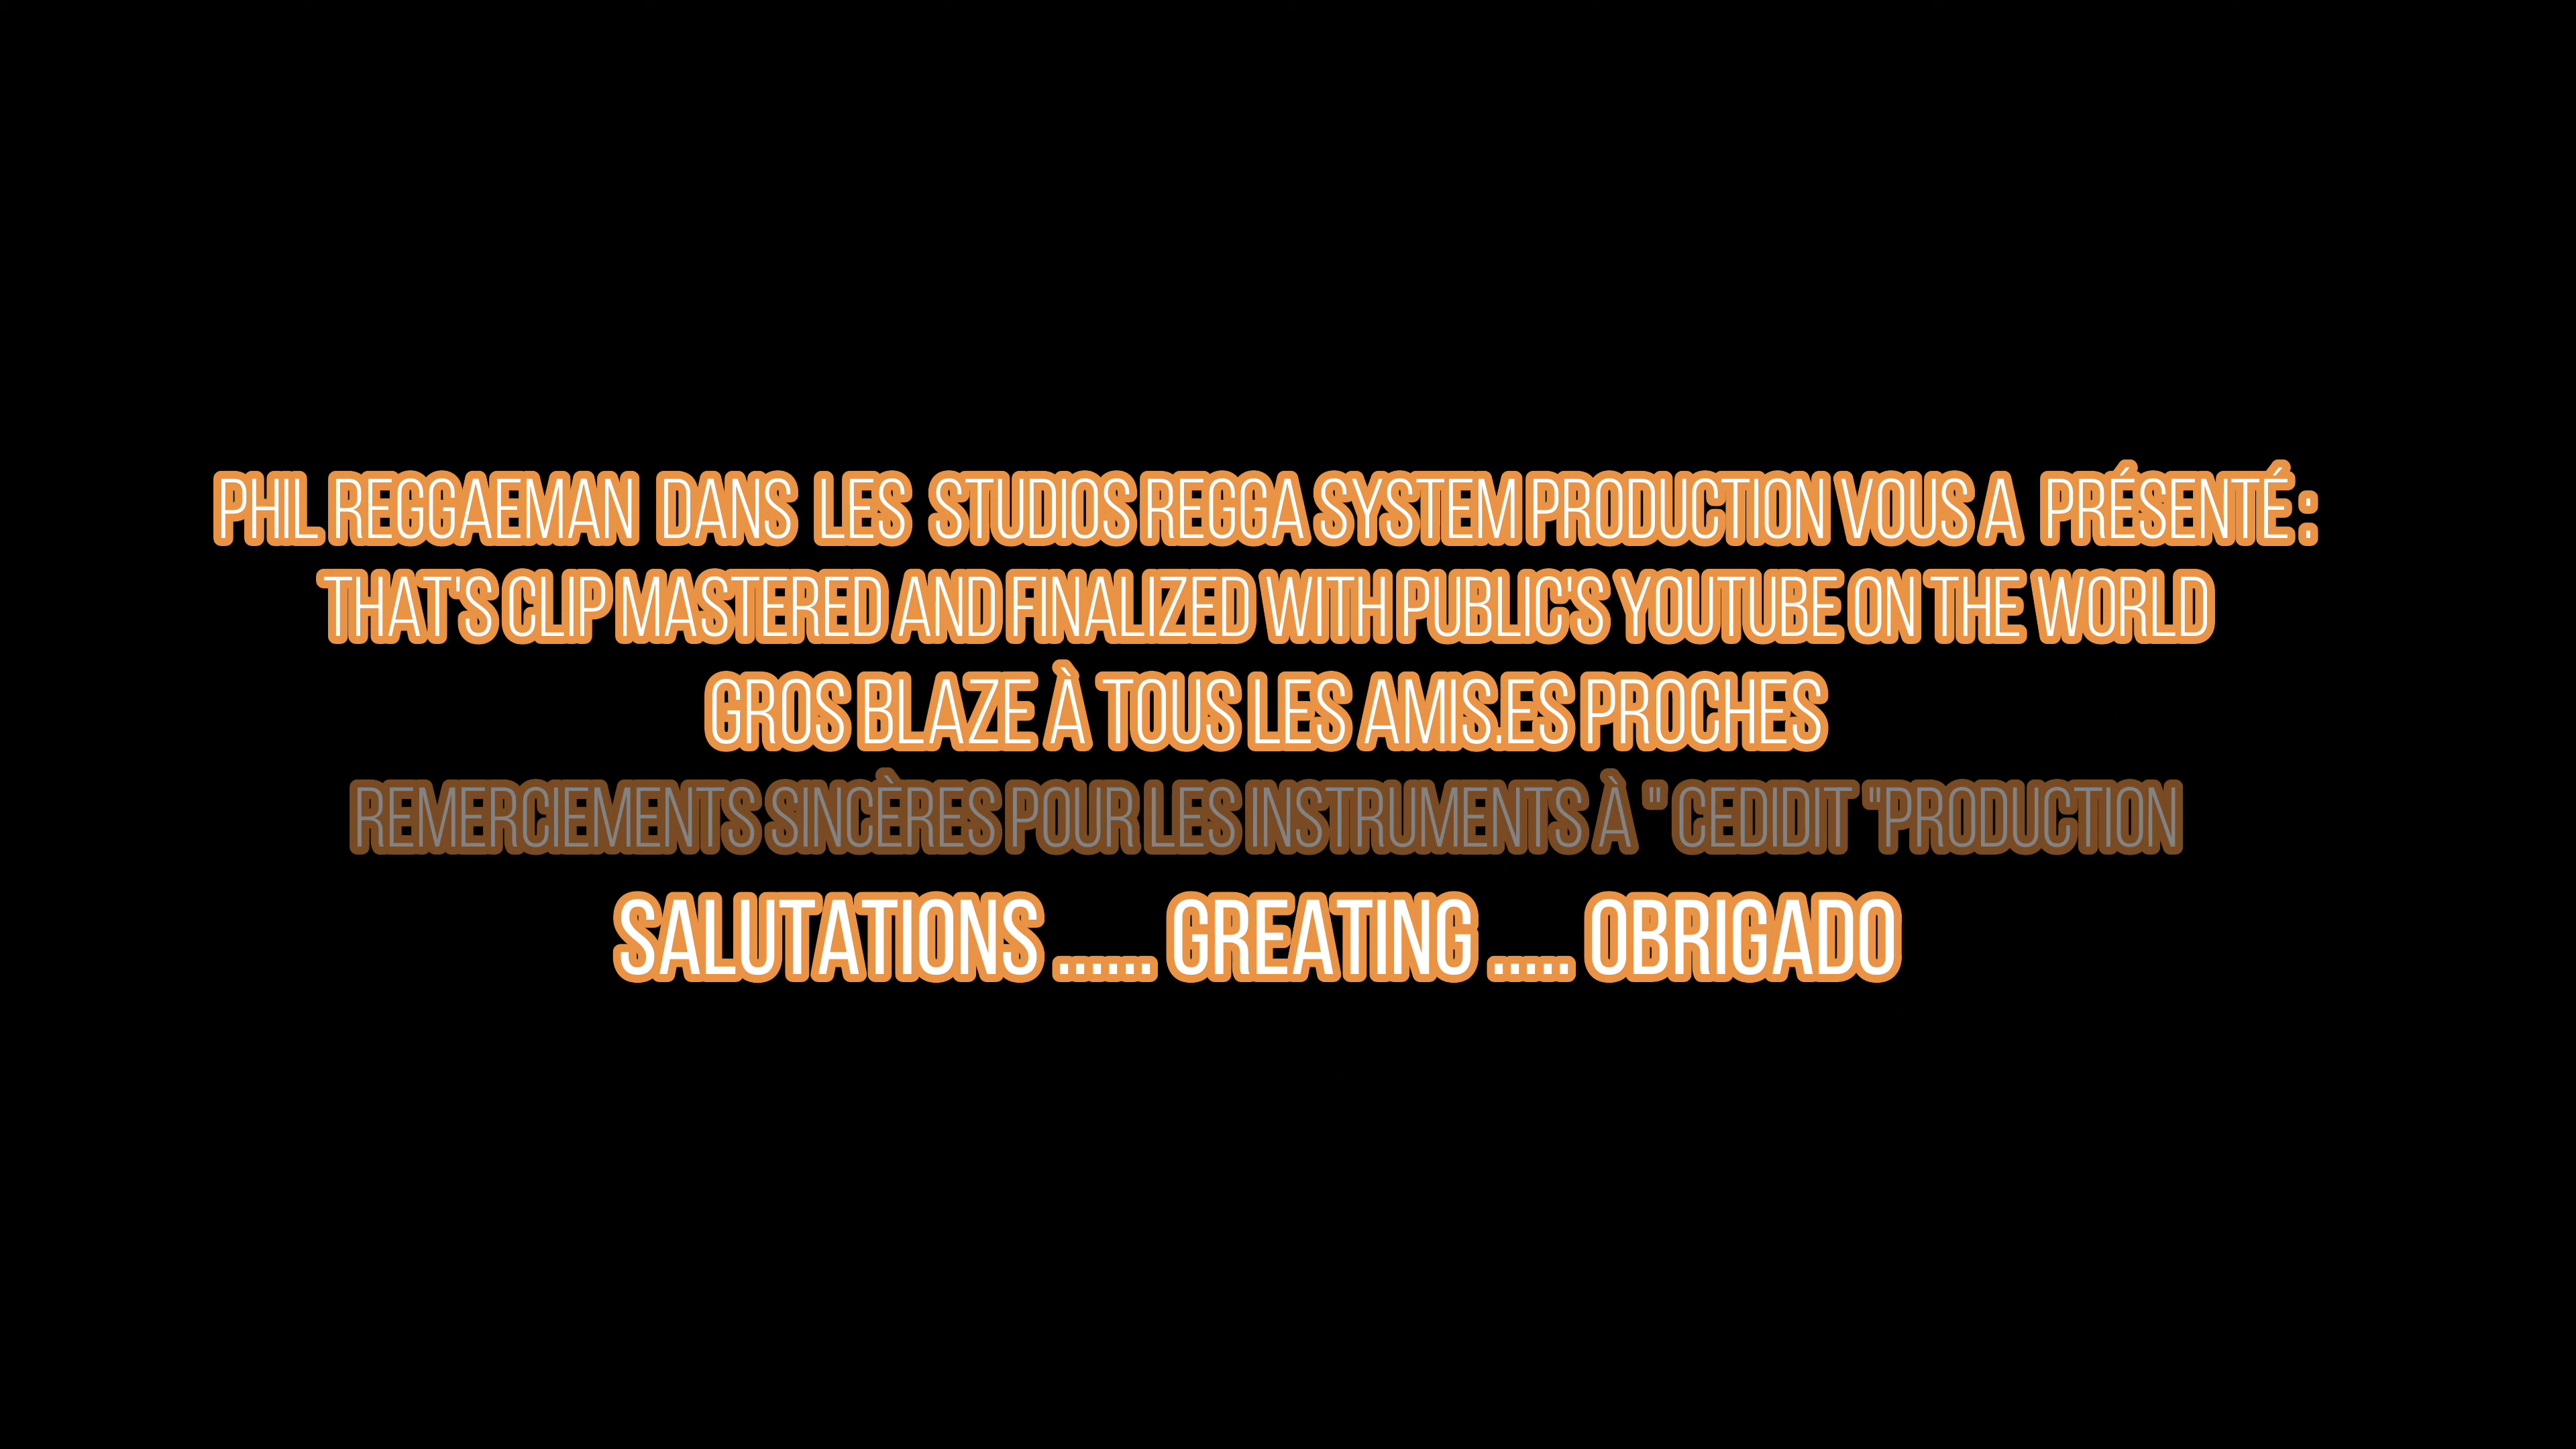 PHIL REGGAEMAN DANS LES STUDIOS REGGA SYSTEM PRODUCTION VOUS A PRÉSENTÉ :
THAT'S CLIP MASTERED AND FINALIZED WITH PUBLIC'S YOUTUBE ON THE WORLD
GROS BLAZE À TOUS LES AMIS.ES PROCHES
REMERCIEMENTS SINCÈRES POUR LES INSTRUMENTS À " CEDIDIT "PRODUCTION
SALUTATIONS ...... GREATING ..... OBRIGADO